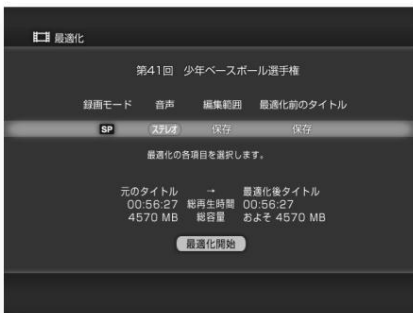 最適化
第41回 少年ベースボール選手権
録画モード 音声 編集範囲 最適化前のタイトル
SP ステレオ 保存 保存
最適化の各項目を選択します。
元のタイトル → 最適化後タイトル
00:56:27 総再生時間 00:56:27
4570 MB 総容量 およそ 4570 MB
最適化開始